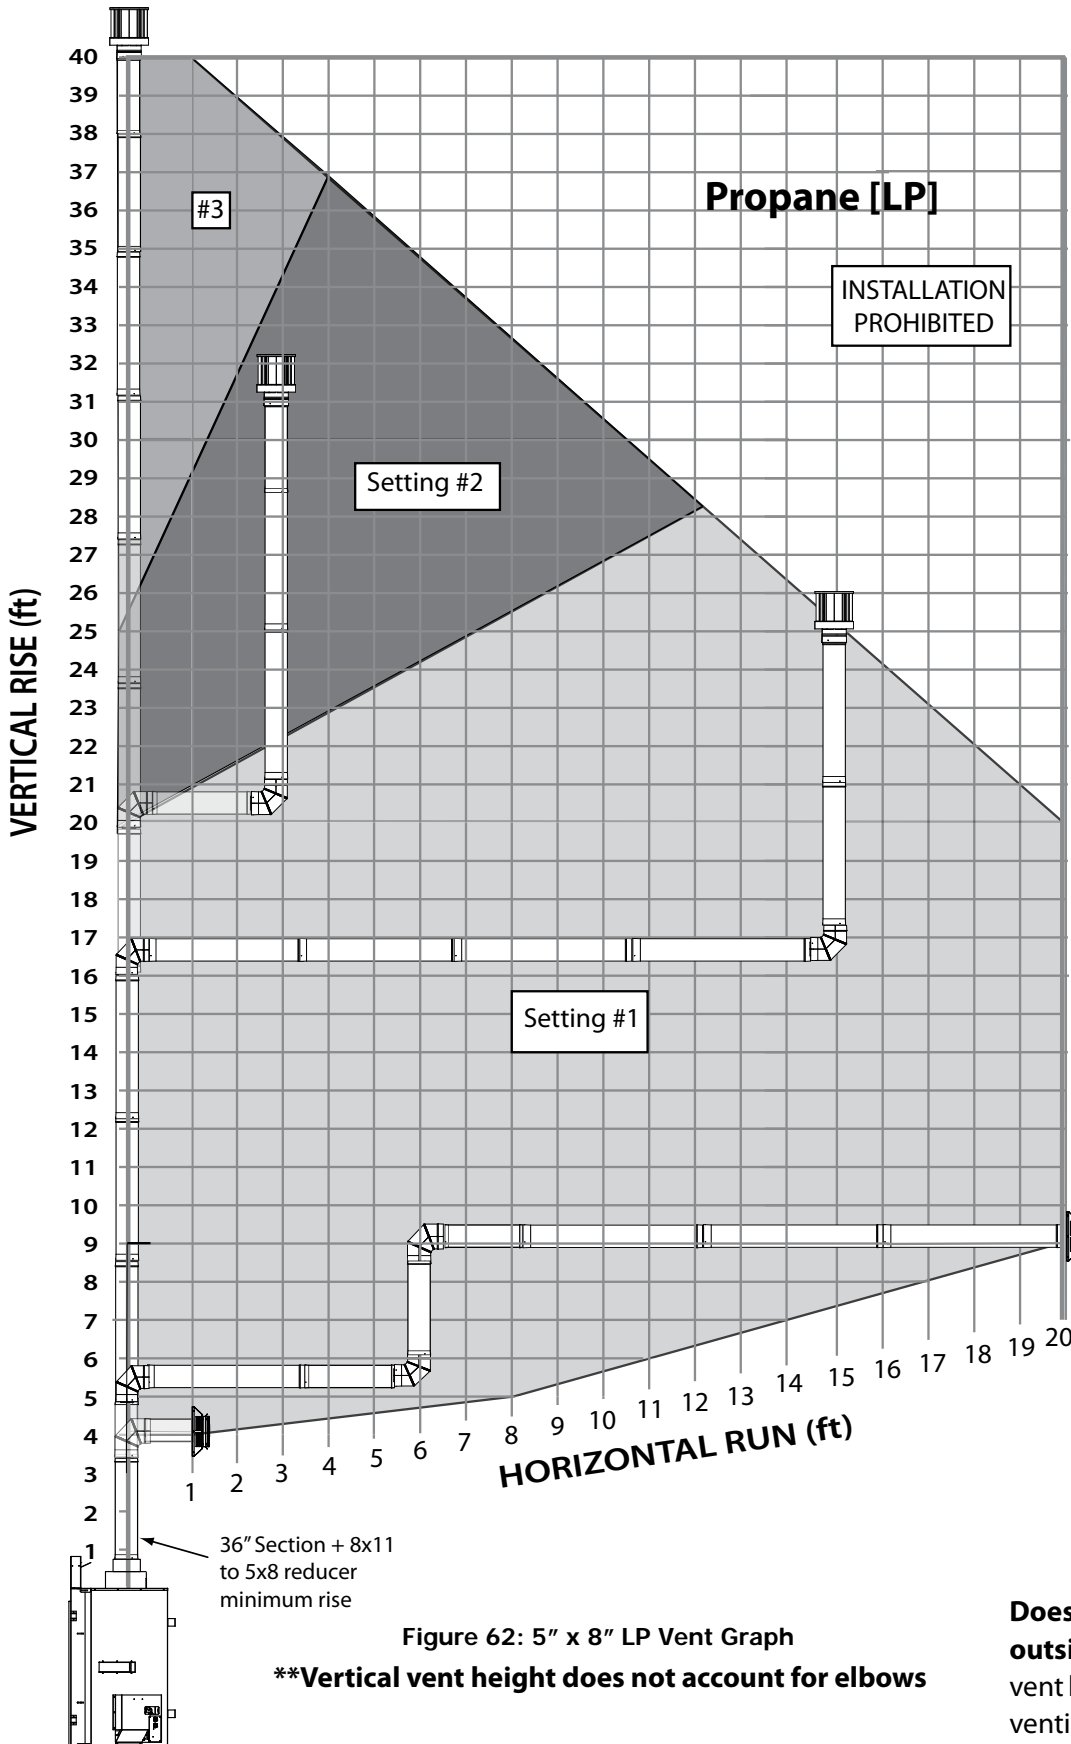 40
39
38
37
36
35
34
33
32
31
30
29
28
27
26
25
24
23
22
21
20
19
18
17
16
15
14
13
12
11
10
9
8
7
6
5
4
3
2
1
VERTICAL RISE (ft)
#3
Propane [LP]
INSTALLATION
PROHIBITED
Setting #2
Setting #1
1 2 3 4 5 6 7 8 9 10 11 12 13 14 15 16 17 18 19 20
HORIZONTAL RUN (ft)
36” Section + 8x11
to 5x8 reducer
minimum rise
Figure 62: 5” x 8” LP Vent Graph
**Vertical vent height does not account for elbows
Does
outsi
vent
venti